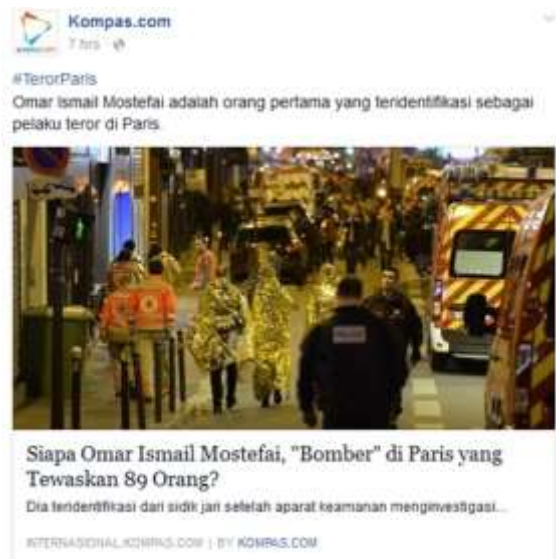 Kompas.com
7 hrs
#TerorParis
Omar Ismail Mostefai adalah orang pertama yang teridentifikasi sebagai
pelaku teror di Paris.
Siapa Omar Ismail Mostefai, "Bomber" di Paris yang
Tewaskan 89 Orang?
Dia teridentifikasi dari sidik jari setelah aparat keamanan menginvestigasi...
INTERNASIONAL.KOMPAS.COM | BY KOMPAS.COM